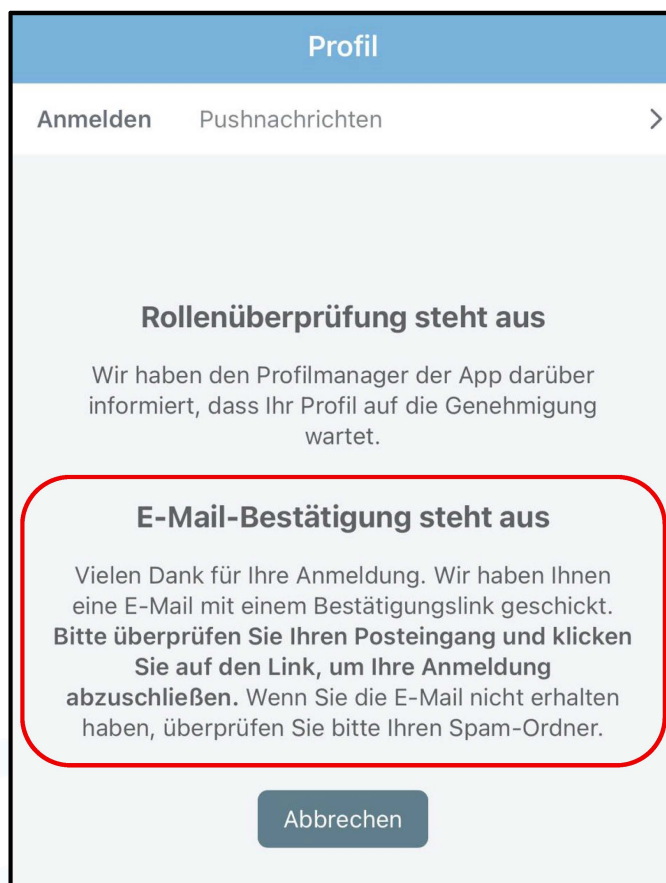 Profil
Anmelden Pushnachrichten
Rollenüberprüfung steht aus
Wir haben den Profilmanager der App darüber
informiert, dass Ihr Profil auf die Genehmigung
wartet.
E-Mail-Bestätigung steht aus
Vielen Dank für Ihre Anmeldung. Wir haben Ihnen
eine E-Mail mit einem Bestätigungslink geschickt.
Bitte überprüfen Sie Ihren Posteingang und klicken
Sie auf den Link, um Ihre Anmeldung
abzuschließen. Wenn Sie die E-Mail nicht erhalten
haben, überprüfen Sie bitte Ihren Spam-Ordner.
Abbrechen